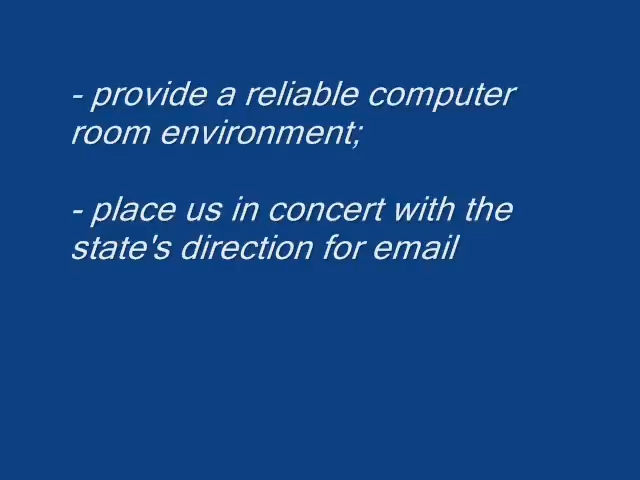 - provide a reliable computer
room environment;
- place us in concert with the
state's direction for email